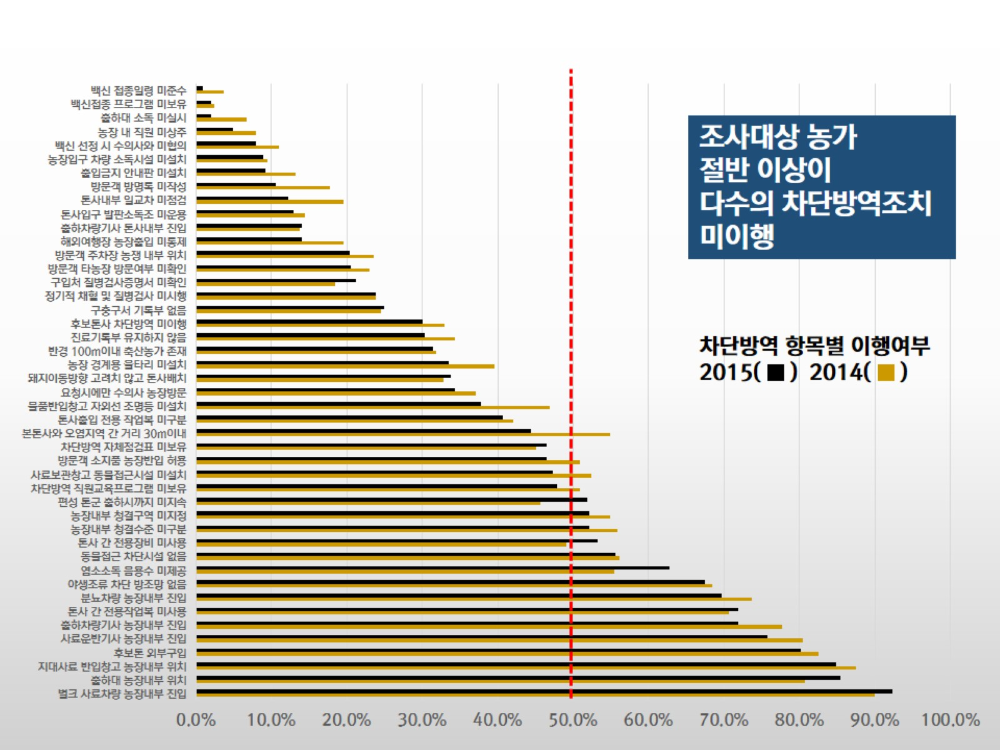 백신 접종일령 미준수
백신접종 프로그램 미보유
출하대 소독 미실시
농장 내 직원 미상주
백신 선정 시 수의사와 미협의
농장입구 차량 소독시설 미설치
출입금지 안내판 미설치
방문객 방명록 미작성
돈사내부 일교차 미점검
돈사입구 발판소독조 미운용
출하차량기사 돈사내부 진입
해외여행장 농장출입 미통제
방문객 주차장 농쟁 내부 위치
방문객 타농장 방문여부 미확인
구입처 질병검사증명서 미확인
정기적 채혈 및 질병검사 미시행
구충구서 기록부 없음
후보돈사 차단방역 미이행
진료기록부 유지하지 않음
반경 100m이내 축산농가 존재
농장 경계용 울타리 미설치
돼지이동방향 고려치 않고 돈사배치
요청시에만 수의사 농장방문
물품반입창고 자외선 조명등 미설치
돈사출입 전용 작업복 미구분
본돈사와 오염지역 간 거리 30m이내
차단방역 자체점검표 미보유
방문객 소지품 농장반입 허용
사료보관창고 동물접근시설 미설치
차단방역 직원교육프로그램 미보유
편성 돈군 출하시까지 미지속
농장내부 청결구역 미지정
농장내부 청결수준 미구분
돈사 간 전용장비 미사용
동물접근 차단시설 없음
염소소독 음용수 미제공
야생조류 차단 방조망 없음
분뇨차량 농장내부 진입
돈사 간 전용작업복 미사용
출하차량기사 농장내부 진입
사료운반기사 농장내부 진입
후보돈 외부구입
지대사료 반입창고 농장내부 위치
출하대 농장내부 위치
벌크 사료차량 농장내부 진입
0.0% 10.0% 20.0% 30.0% 40.0% 50.0% 60.0% 70.0% 80.0% 90.0% 100.0%
조사대상 농가
절반 이상이
다수의 차단방역조치
미이행
차단방역 항목별 이행여부
2015( ■ ) 2014( ■ )